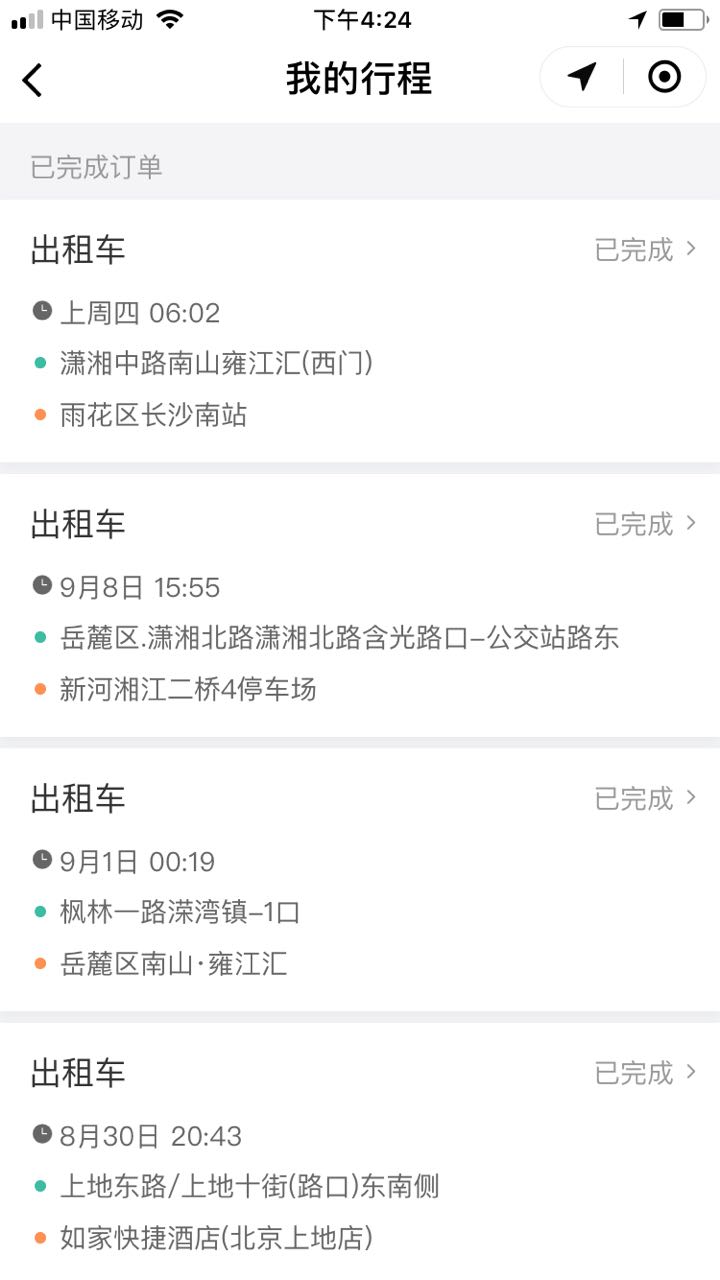 中国移动 下午4:24
我的行程
已完成订单
出租车 已完成
上周四 06:02
潇湘中路南山雍江汇(西门)
雨花区长沙南站
出租车 已完成
9月8日 15:55
岳麓区.潇湘北路潇湘北路含光路口-公交站路东
新河湘江二桥4停车场
出租车 已完成
9月1日 00:19
枫林一路溁湾镇-1口
岳麓区南山·雍江汇
出租车 已完成
8月30日 20:43
上地东路/上地十街(路口)东南侧
如家快捷酒店(北京上地店)